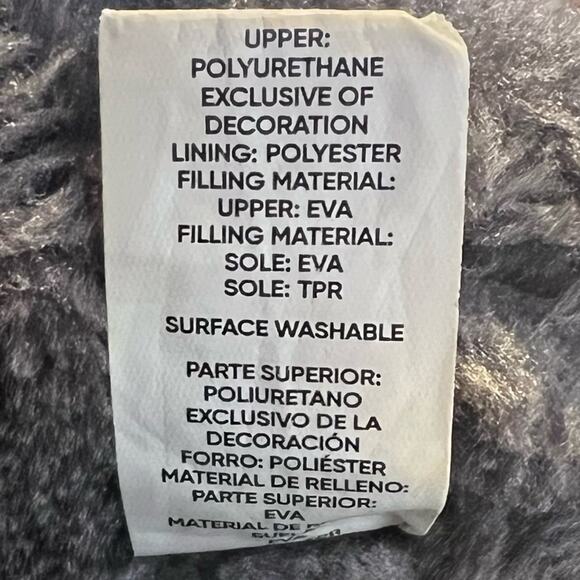 UPPER:
POLYURETHANE
EXCLUSIVE OF
DECORATION
LINING: POLYESTER
FILLING MATERIAL:
UPPER: EVA
FILLING MATERIAL:
SOLE: EVA
SOLE: TPR
SURFACE WASHABLE
PARTE SUPERIOR:
POLIURETANO
EXCLUSIVO DE LA
DECORACIÓN
FORRO: POLIÉSTER
MATERIAL DE RELLENO:
PARTE SUPERIOR:
EVA
MATERIAL DE